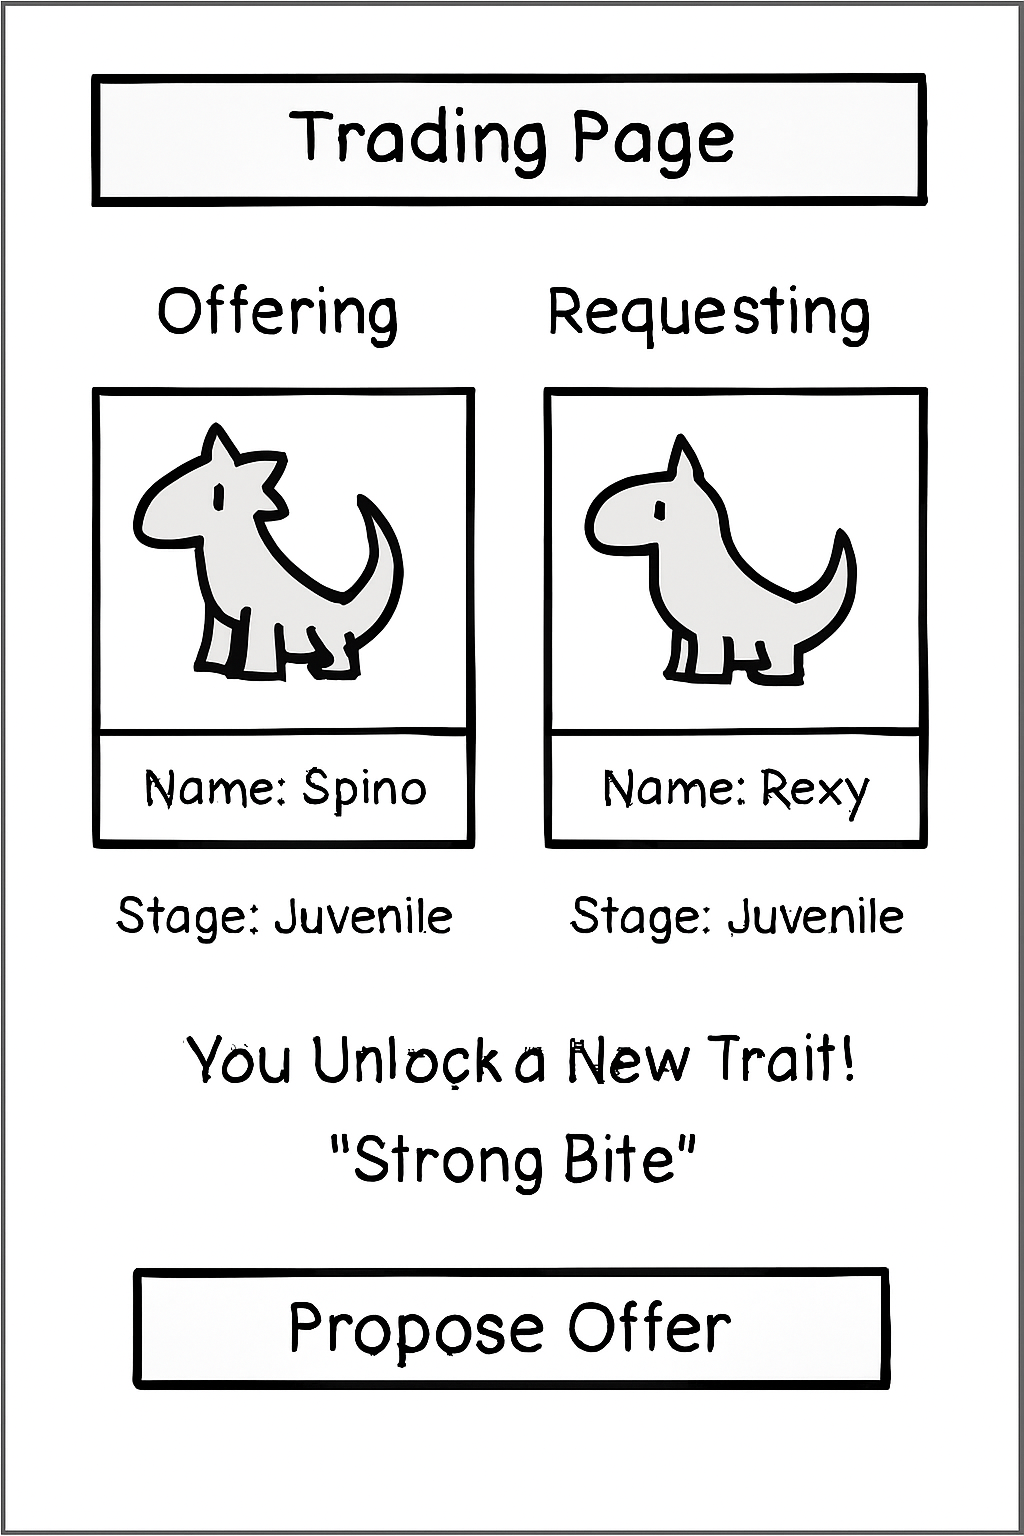 Trading Page
Offering
Requesting
Name: Spino
Name: Rexy
Stage: Juvenile
Stage: Juvenile
You Unlock a New Trait!
"Strong Bite"
Propose Offer